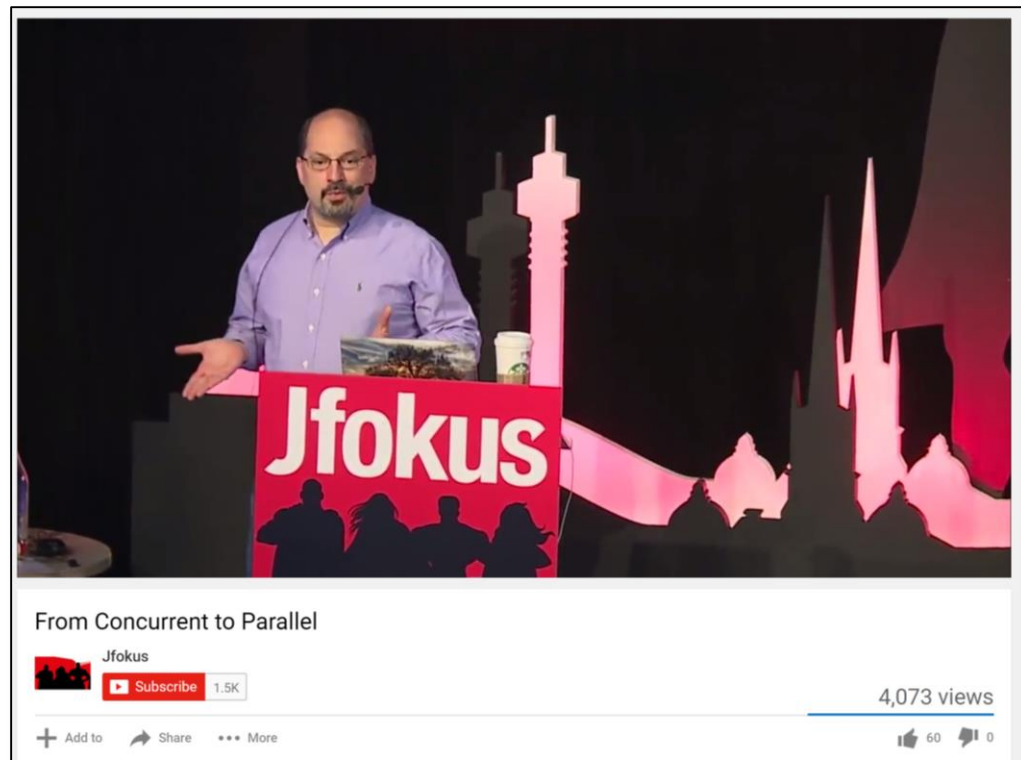 Jfokus
From Concurrent to Parallel
Jfokus
Subscribe 1.5K
4,073 views
Add to Share More
60 0